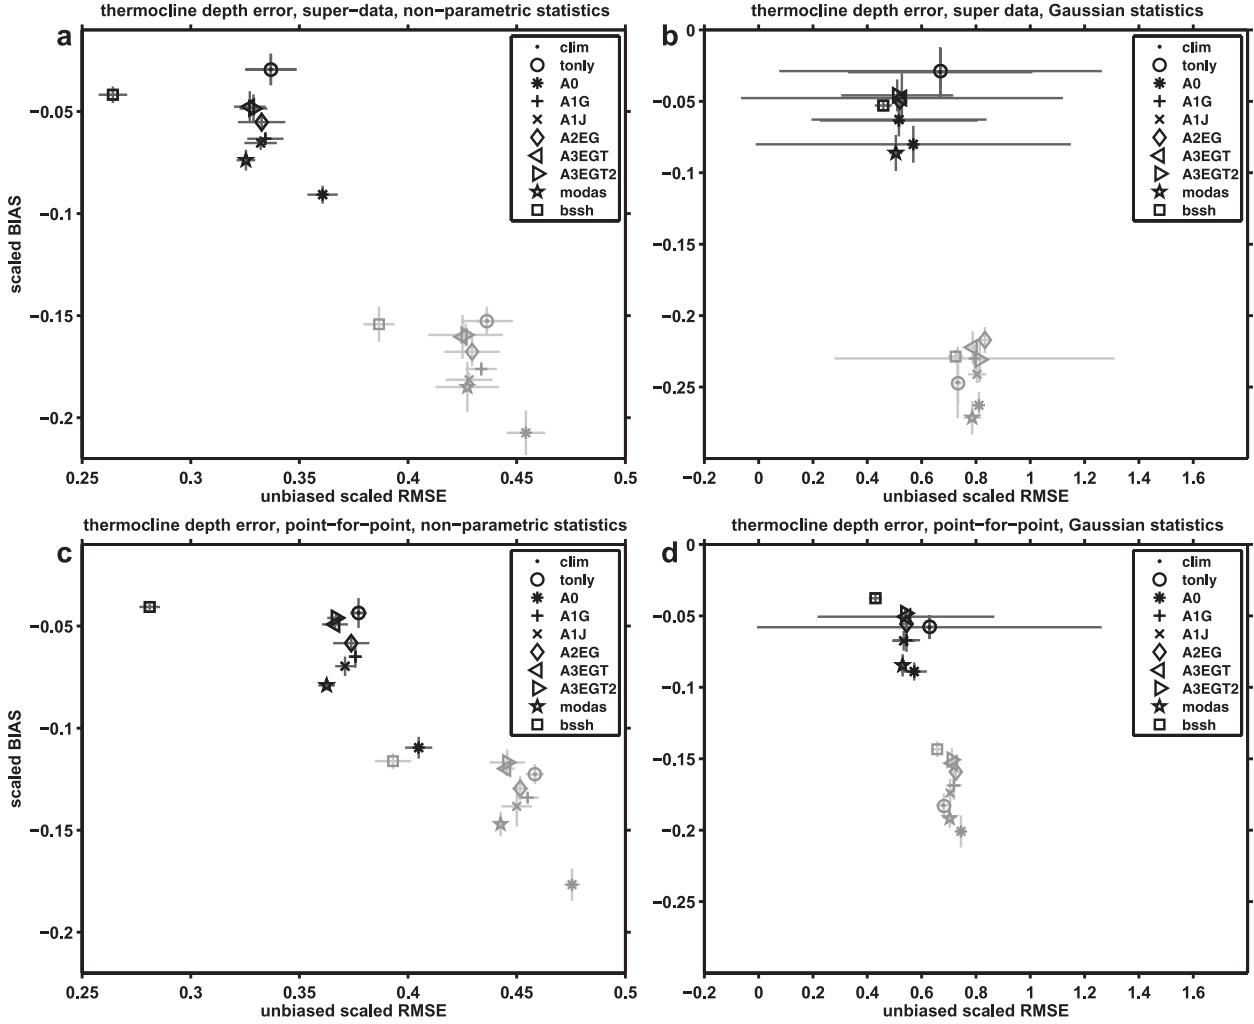 thermocline depth error, super-data, non-parametric statistics
a
0
−0.05
−0.1
−0.15
−0.2
scaled BIAS
0.25 0.3 0.35 0.4 0.45 0.5
unbiased scaled RMSE
clim
tonly
A0
A1G
A1J
A2EG
A3EGT
A3EGT2
modas
bssh
thermocline depth error, super data, Gaussian statistics
b
0
−0.05
−0.1
−0.15
−0.2
−0.25
−0.2 0 0.2 0.4 0.6 0.8 1 1.2 1.4 1.6
unbiased scaled RMSE
clim
tonly
A0
A1G
A1J
A2EG
A3EGT
A3EGT2
modas
bssh
thermocline depth error, point-for-point, non-parametric statistics
c
−0.05
−0.1
−0.15
−0.2
scaled BIAS
0.25 0.3 0.35 0.4 0.45 0.5
unbiased scaled RMSE
clim
tonly
A0
A1G
A1J
A2EG
A3EGT
A3EGT2
modas
bssh
thermocline depth error, point-for-point, Gaussian statistics
d
0
−0.05
−0.1
−0.15
−0.2
−0.25
−0.2 0 0.2 0.4 0.6 0.8 1 1.2 1.4 1.6
unbiased scaled RMSE
clim
tonly
A0
A1G
A1J
A2EG
A3EGT
A3EGT2
modas
bssh